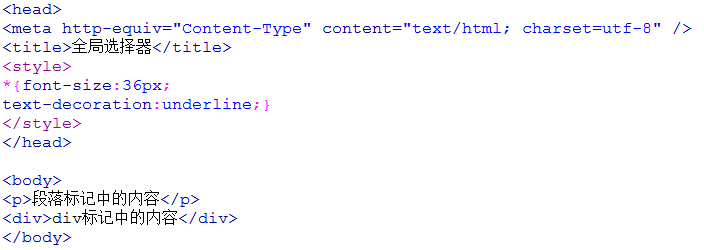 <head>
<meta http-equiv="Content-Type" content="text/html; charset=utf-8" />
<title>全局选择器</title>
<style>
*{font-size:36px;
text-decoration:underline;}
</style>
</head>
<body>
<p>段落标记中的内容</p>
<div>div标记中的内容</div>
</body>